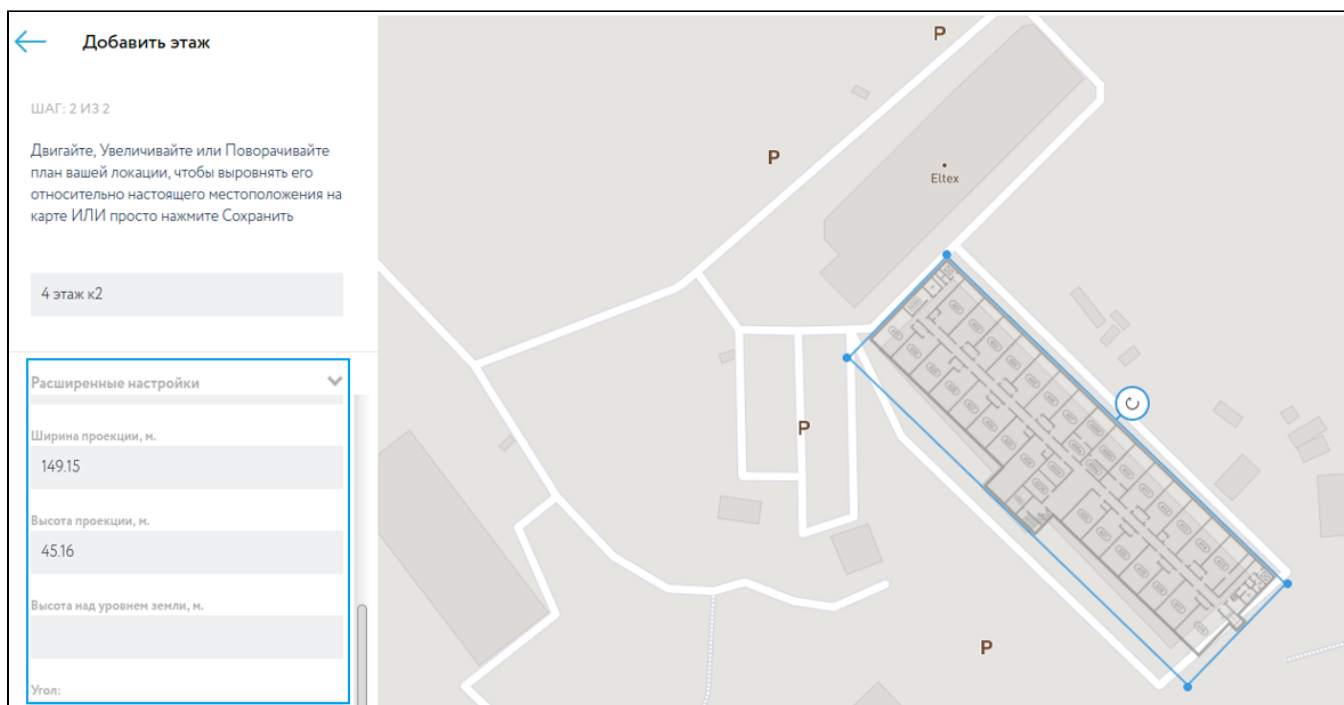 Добавить этаж
ШАГ: 2 ИЗ 2
Двигайте, Увеличивайте или Поворачивайте
план вашей локации, чтобы выровнять его
относительно настоящего местоположения на
карте ИЛИ просто нажмите Сохранить
4 этаж к2
Расширенные настройки
Ширина проекции, м.
149.15
Высота проекции, м.
45.16
Высота над уровнем земли, м.
Угол:
P
P
Eltex
P
P